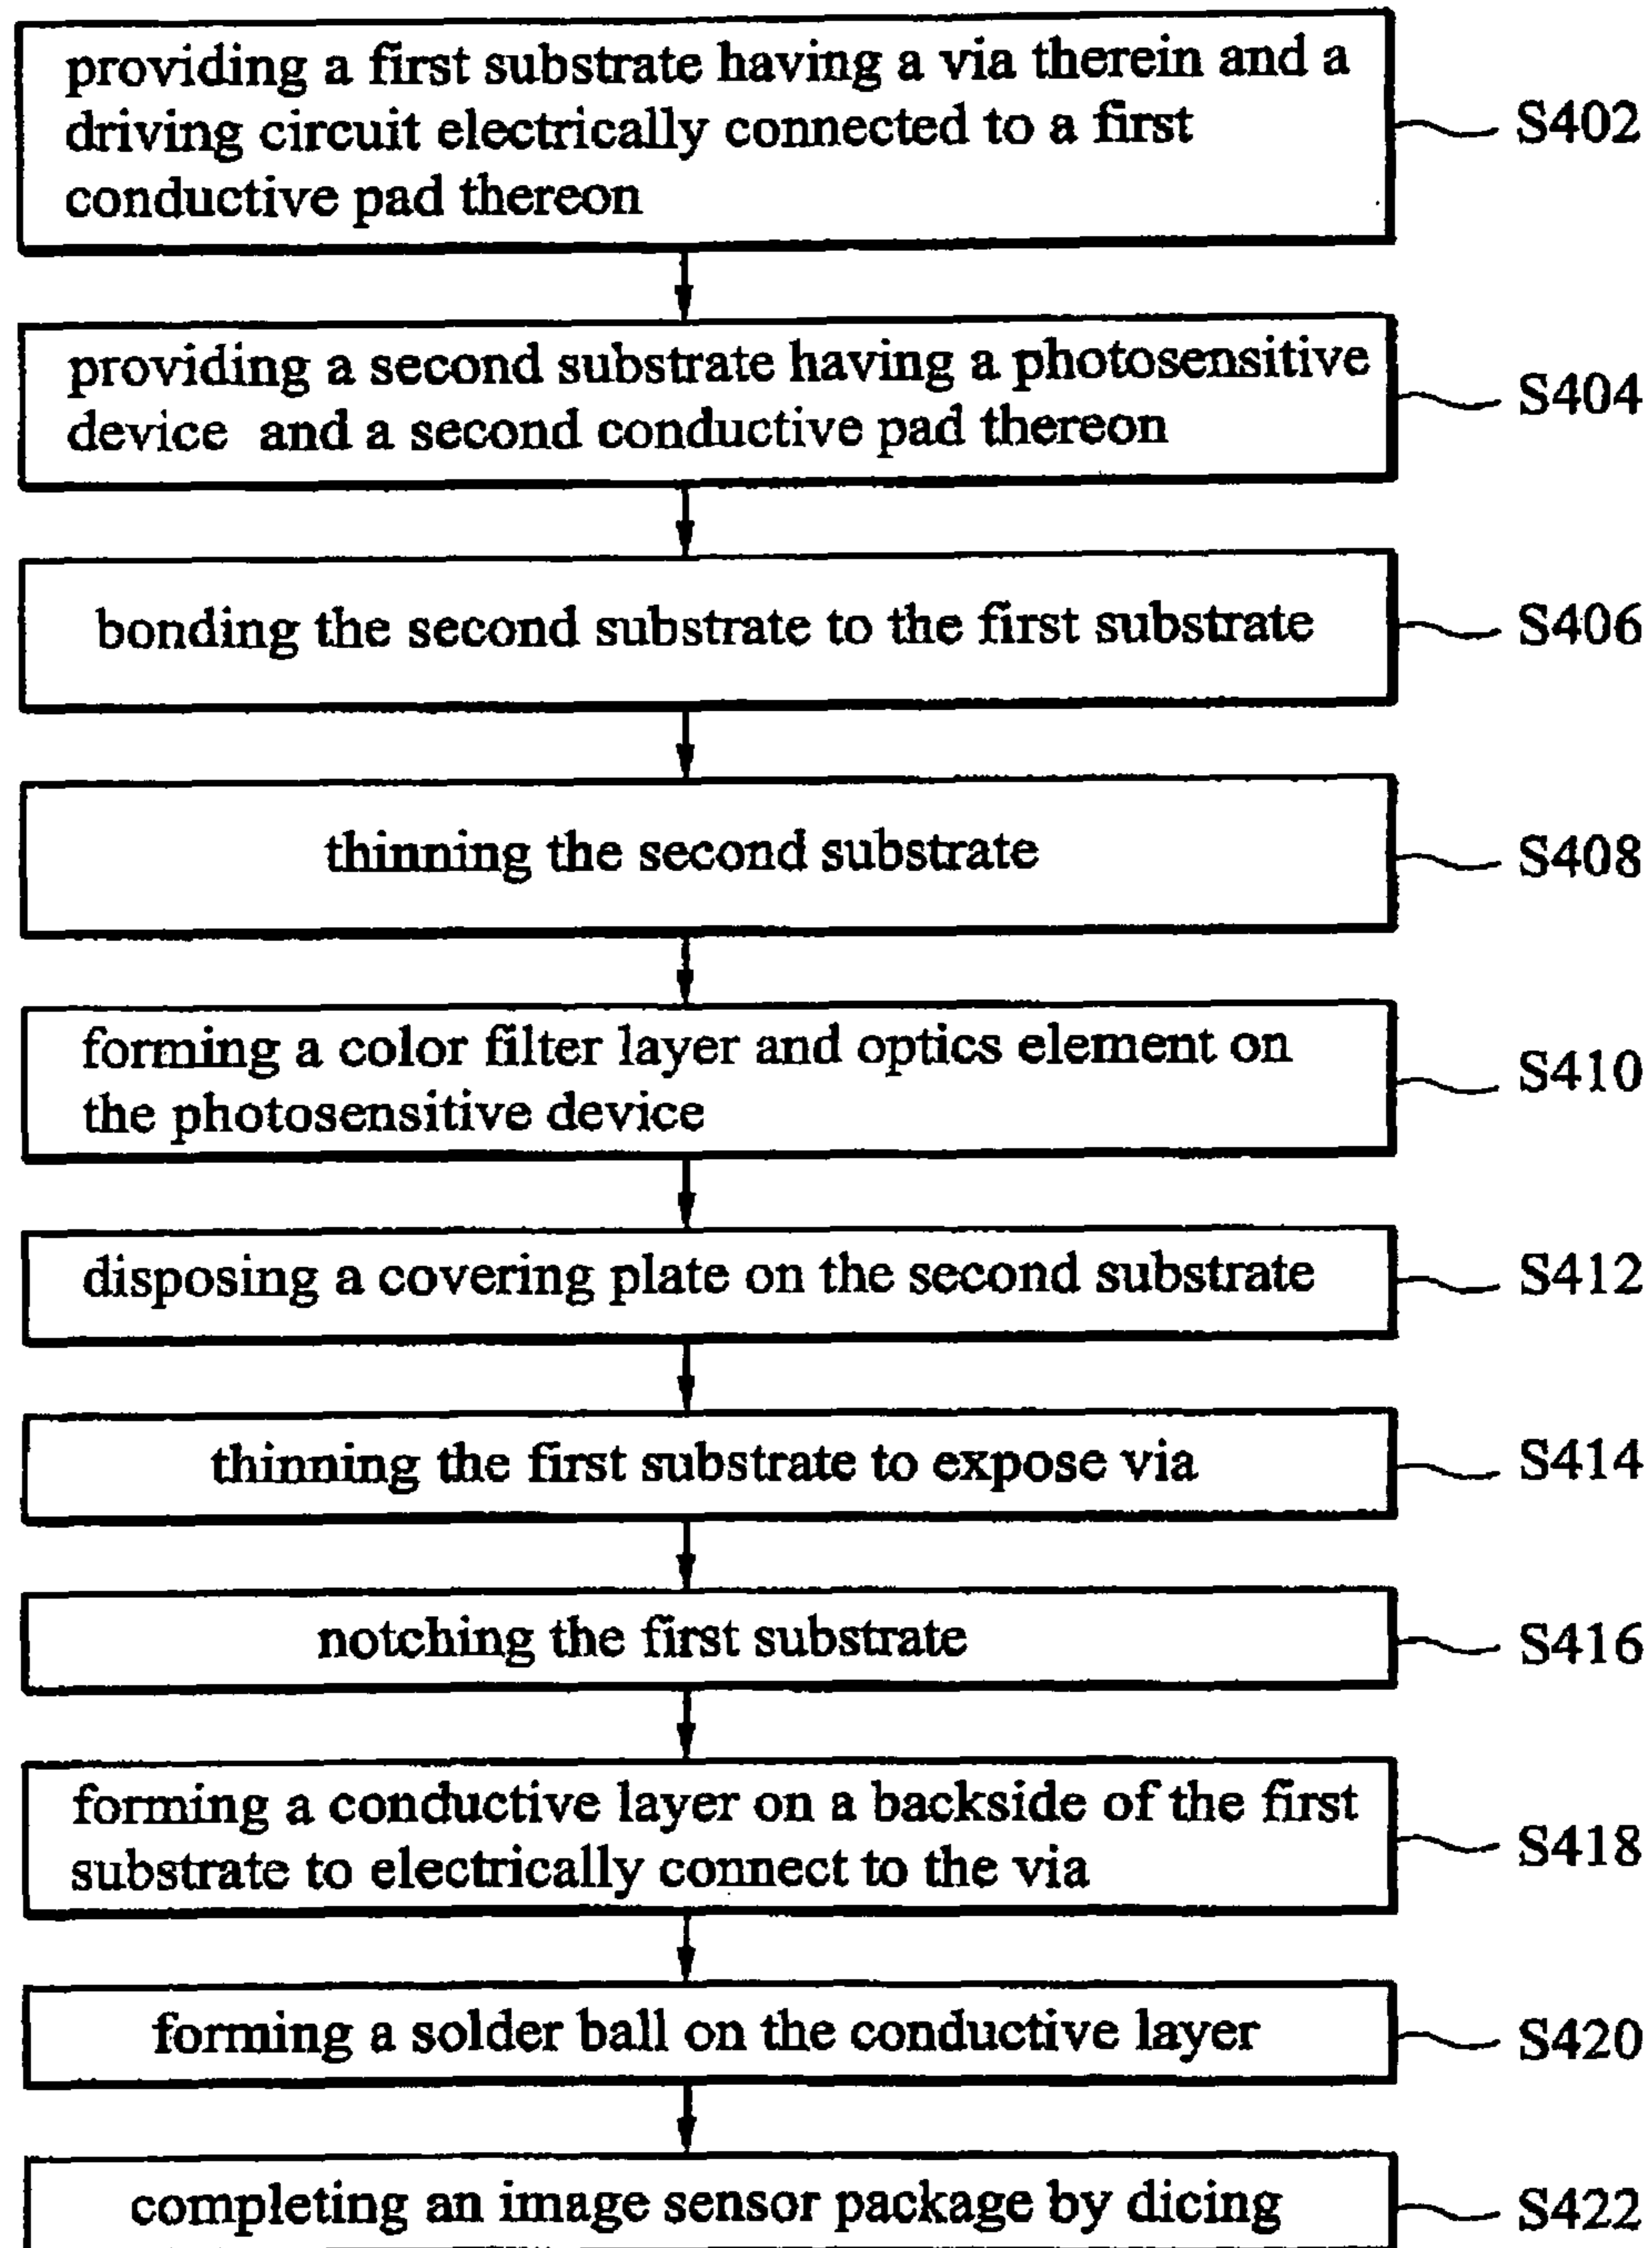 providing a first substrate having a via therein and a
driving circuit electrically connected to a first
conductive pad thereon
S402
providing a second substrate having a photosensitive
device and a second conductive pad thereon
S404
bonding the second substrate to the first substrate
S406
thinning the second substrate
S408
forming a color filter layer and optics element on
the photosensitive device
S410
disposing a covering plate on the second substrate
S412
thinning the first substrate to expose via
S414
notching the first substrate
S416
forming a conductive layer on a backside of the first
substrate to electrically connect to the via
S418
forming a solder ball on the conductive layer
S420
completing an image sensor package by dicing
S422